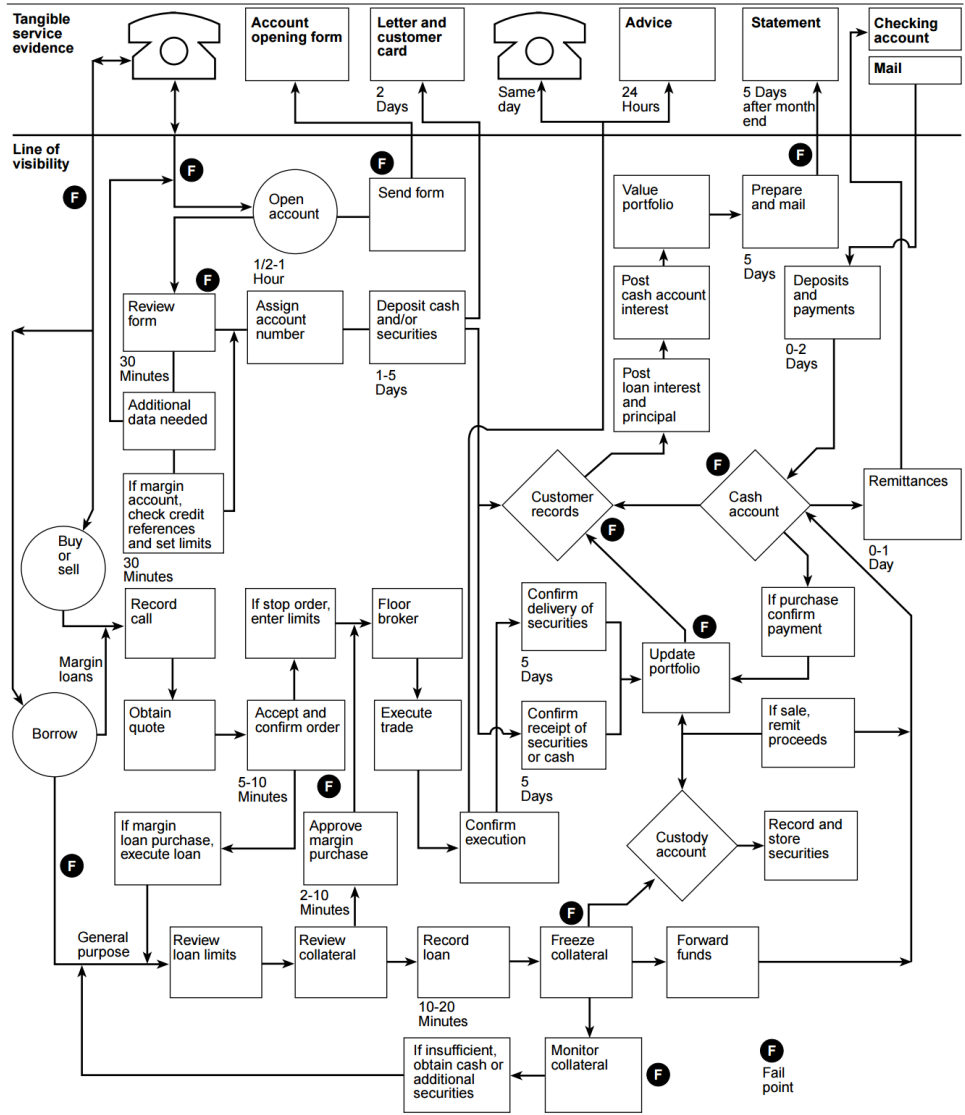 Tangible
service
evidence
Account
opening form
Letter and
customer
card
Advice
Statement
Checking
account
Mail
2
Days
Same
day
24
Hours
5 Days
after month
end
Line of
visibility
F
F
F
F
Open
account
Send form
Value
portfolio
Prepare
and mail
1/2-1
Hour
5
Days
F
Review
form
Assign
account
number
Deposit cash
and/or
securities
Post
cash account
interest
Deposits
and
payments
30
Minutes
1-5
Days
0-2
Days
Post
loan interest
and
principal
Additional
data needed
If margin
account,
check credit
references
and set limits
F
Customer
records
Cash
account
Remittances
F
Buy
or
sell
30
Minutes
0-1
Day
Record
call
If stop order,
enter limits
Floor
broker
Confirm
delivery of
securities
If purchase
confirm
payment
F
Update
portfolio
Margin
loans
5
Days
Borrow
Obtain
quote
Accept and
confirm order
Execute
trade
Confirm
receipt of
securities
or cash
If sale,
remit
proceeds
5-10
Minutes
F
5
Days
If margin
loan purchase,
execute loan
Approve
margin
purchase
Confirm
execution
Custody
account
Record and
store
securities
F
2-10
Minutes
F
General
purpose
Review
loan limits
Review
collateral
Record
loan
Freeze
collateral
Forward
funds
10-20
Minutes
If insufficient,
obtain cash or
additional
securities
Monitor
collateral
F
F
Fail
point